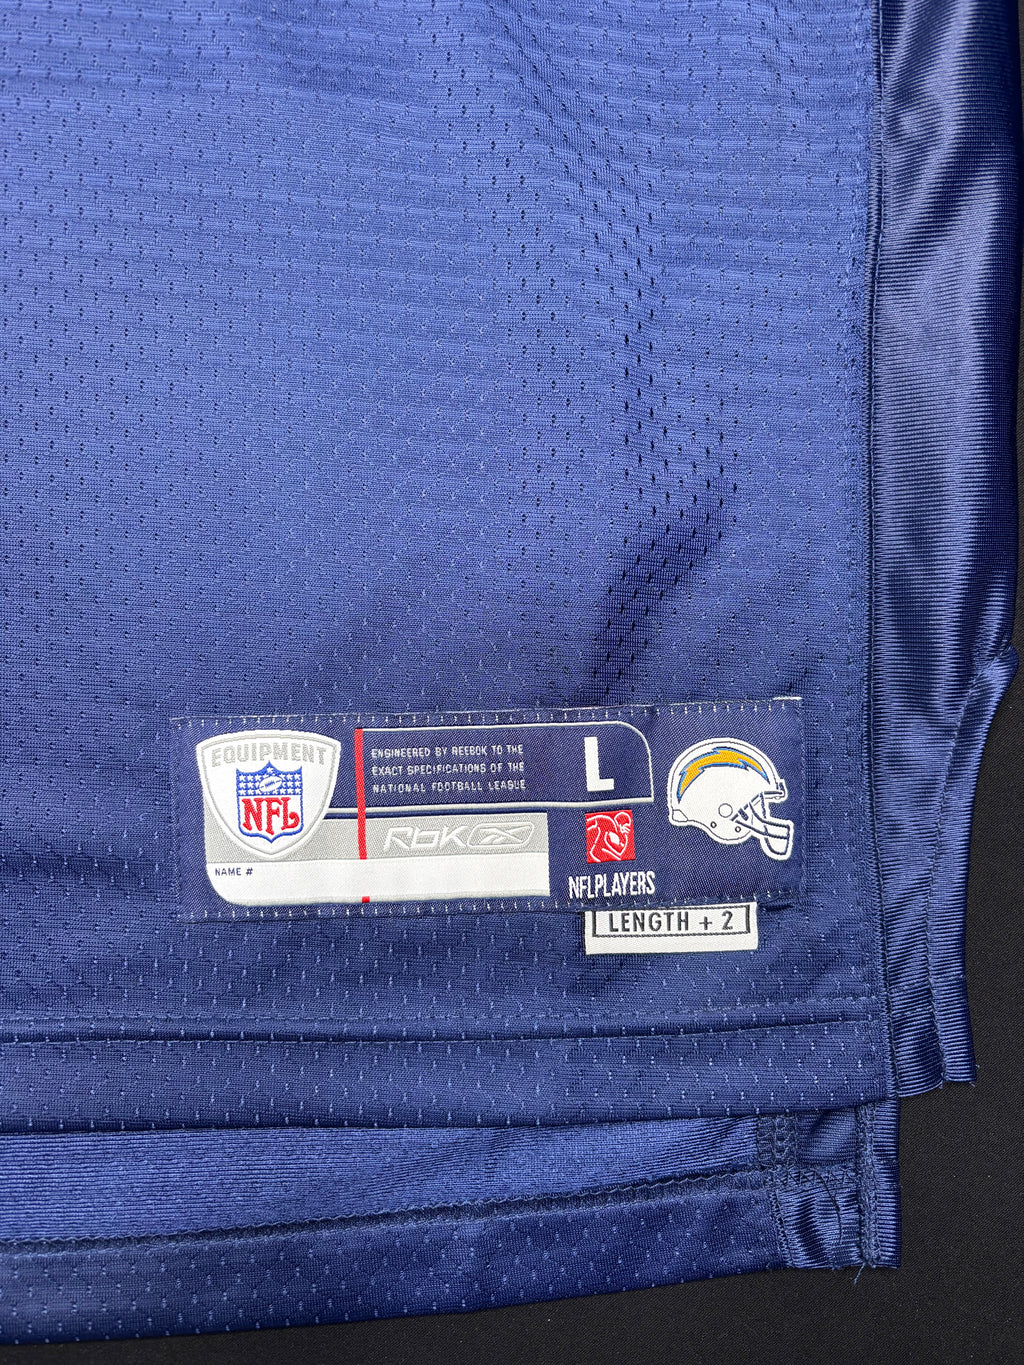 EQUIPMENT
NFL
ENGINEERED BY REEBOK TO THE
EXACT SPECIFICATIONS OF THE
NATIONAL FOOTBALL LEAGUE
L
RbK
NAME #
NFLPLAYERS
LENGTH + 2